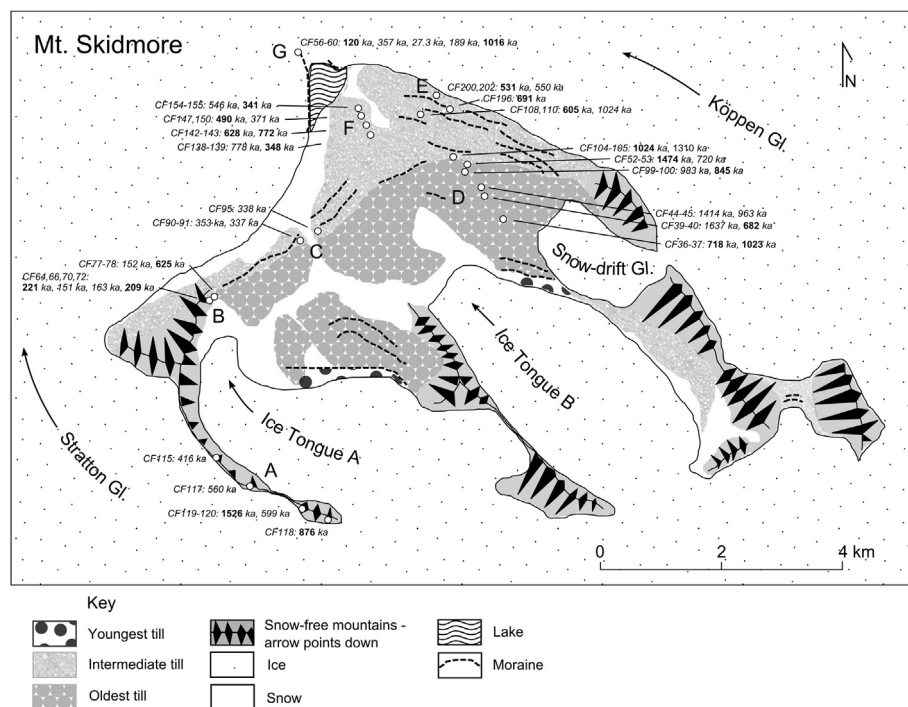 Mt. Skidmore
G
CF56-60: 120 ka, 357 ka, 27.3 ka, 189 ka, 1016 ka
N
Köppen Gl.
E
CF200,202: 531 ka, 550 ka
CF196: 691 ka
CF108,110: 605 ka, 1024 ka
CF154-155: 546 ka, 341 ka
CF147,150: 490 ka, 371 ka
F
CF142-143: 628 ka, 772 ka
CF138-139: 778 ka, 348 ka
CF104-105: 1024 ka, 1310 ka
CF52-53: 1474 ka, 720 ka
CF99-100: 983 ka, 845 ka
D
CF44-45: 1414 ka, 963 ka
CF39-40: 1637 ka, 682 ka
CF36-37: 718 ka, 1023 ka
CF95: 338 ka
CF90-91: 353 ka, 337 ka
C
Snow-drift Gl.
CF77-78: 152 ka, 625 ka
CF64,66,70,72:
221 ka, 151 ka, 163 ka, 209 ka
B
Ice Tongue B
Ice Tongue A
Stratton Gl.
CF115: 416 ka
A
CF117: 560 ka
CF119-120: 1526 ka, 599 ka
CF118: 876 ka
0 2 4 km
Key
Youngest till
Intermediate till
Oldest till
Snow-free mountains -
arrow points down
Ice
Snow
Lake
Moraine